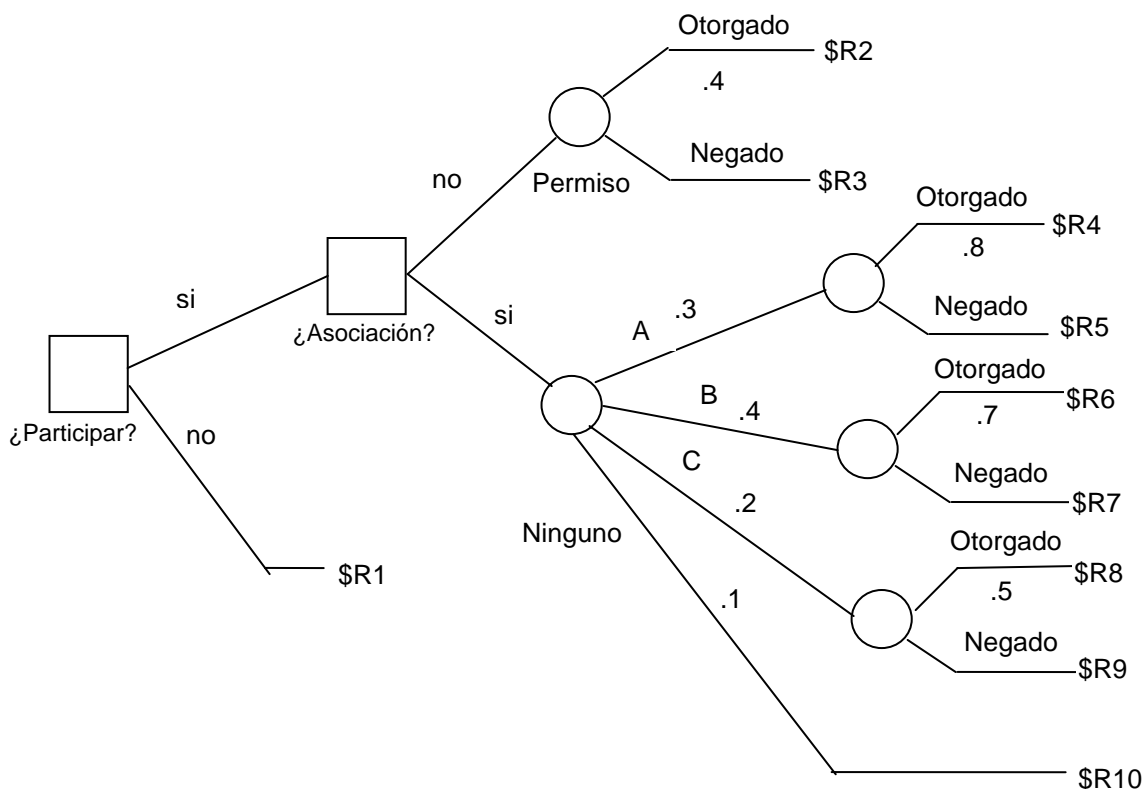 Otorgado
$R2
.4
Negado
$R3
no
Permiso
Otorgado
$R4
.8
si
¿Asociación?
si
A
.3
Negado
$R5
¿Participar?
no
B
.4
Otorgado
$R6
.7
C
.2
Negado
$R7
Ninguno
Otorgado
$R8
.5
$R1
.1
Negado
$R9
$R10